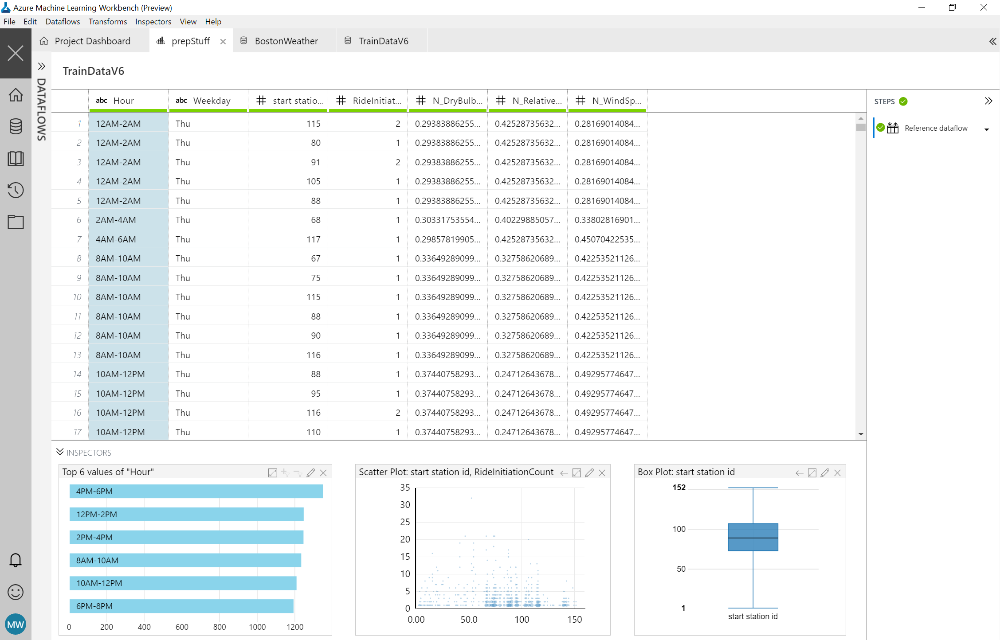 Azure Machine Learning Workbench (Preview)
File Edit Dataflows Transforms Inspectors View Help
Project Dashboard prepStuff BostonWeather TrainDataV6
DATAFLOWS
TrainDataV6
abc Hour abc Weekday # start statio... # RideInitiat... # N_DryBulb... # N_Relative... # N_WindSp...
1 12AM-2AM Thu 115 2 0.29383886255... 0.42528735632... 0.28169014084...
2 12AM-2AM Thu 80 1 0.29383886255... 0.42528735632... 0.28169014084...
3 12AM-2AM Thu 91 2 0.29383886255... 0.42528735632... 0.28169014084...
4 12AM-2AM Thu 105 1 0.29383886255... 0.42528735632... 0.28169014084...
5 12AM-2AM Thu 88 1 0.29383886255... 0.42528735632... 0.28169014084...
6 2AM-4AM Thu 68 1 0.30331753554... 0.40229885057... 0.33802816901...
7 4AM-6AM Thu 117 1 0.29857819905... 0.42528735632... 0.45070422535...
8 8AM-10AM Thu 67 1 0.33649289099... 0.32758620689... 0.42253521126...
9 8AM-10AM Thu 75 1 0.33649289099... 0.32758620689... 0.42253521126...
10 8AM-10AM Thu 115 1 0.33649289099... 0.32758620689... 0.42253521126...
11 8AM-10AM Thu 88 1 0.33649289099... 0.32758620689... 0.42253521126...
12 8AM-10AM Thu 90 1 0.33649289099... 0.32758620689... 0.42253521126...
13 8AM-10AM Thu 116 1 0.33649289099... 0.32758620689... 0.42253521126...
14 10AM-12PM Thu 88 1 0.37440758293... 0.24712643678... 0.49295774647...
15 10AM-12PM Thu 95 1 0.37440758293... 0.24712643678... 0.49295774647...
16 10AM-12PM Thu 116 2 0.37440758293... 0.24712643678... 0.49295774647...
17 10AM-12PM Thu 110 1 0.37440758293... 0.24712643678... 0.49295774647...
STEPS
Reference dataflow
INSPECTORS
Top 6 values of "Hour"
4PM-6PM
12PM-2PM
2PM-4PM
8AM-10AM
10AM-12PM
6PM-8PM
0 200 400 600 800 1000 1200
Scatter Plot: start station id, RideInitiationCount
35
30
25
20
15
10
5
0
0.00 50.0 100 150
Box Plot: start station id
152
100
50
1
start station id
MW